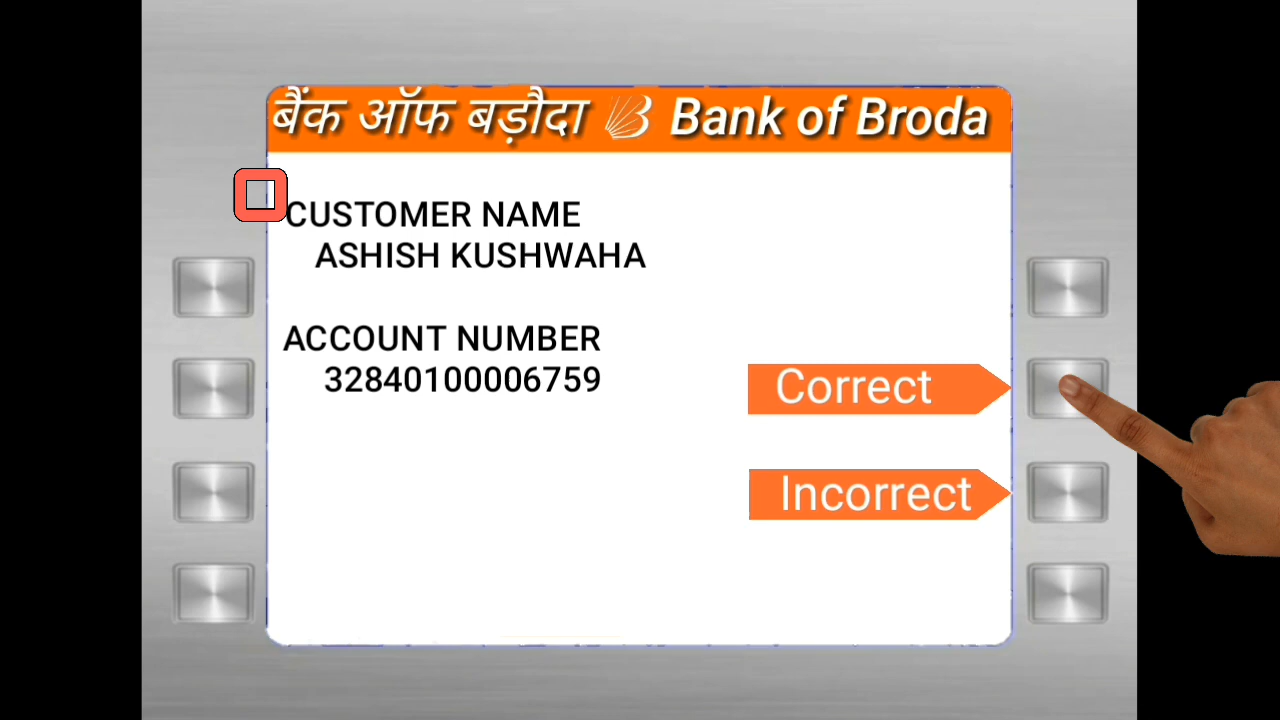 बैंक ऑफ बड़ौदा Bank of Broda
CUSTOMER NAME
ASHISH KUSHWAHA
ACCOUNT NUMBER
32840100006759
Correct
Incorrect